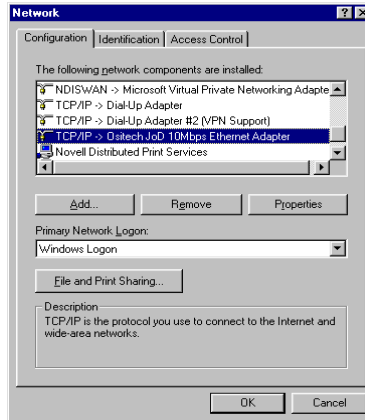 Network
Configuration Identification Access Control
The following network components are installed:
NDISWAN -> Microsoft Virtual Private Networking Adapte
TCP/IP -> Dial-Up Adapter
TCP/IP -> Dial-Up Adapter #2 (VPN Support)
TCP/IP -> Ositech JoD 10Mbps Ethernet Adapter
Novell Distributed Print Services
Add... Remove Properties
Primary Network Logon:
Windows Logon
File and Print Sharing...
Description
TCP/IP is the protocol you use to connect to the Internet and
wide-area networks.
OK Cancel